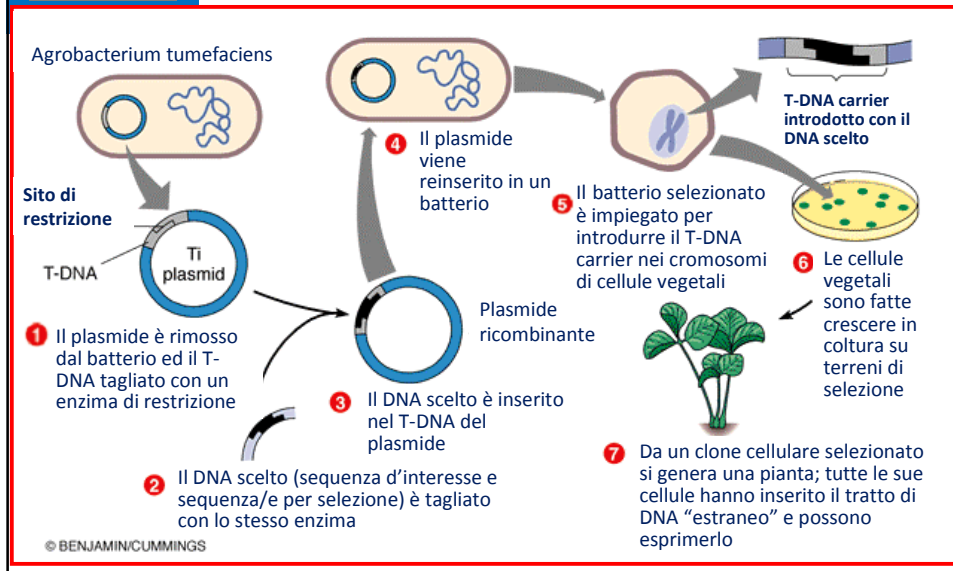 Agrobacterium tumefaciens
Sito di
restrizione
T-DNA
Ti
plasmid
1 Il plasmide è rimosso
dal batterio ed il T-
DNA tagliato con un
enzima di restrizione
2 Il DNA scelto (sequenza d’interesse e
sequenza/e per selezione) è tagliato
con lo stesso enzima
3 Il DNA scelto è inserito
nel T-DNA del
plasmide
Plasmide
ricombinante
4 Il plasmide
viene
reinserito in un
batterio
5 Il batterio selezionato
è impiegato per
introdurre il T-DNA
carrier nei cromosomi
di cellule vegetali
T-DNA carrier
introdotto con il
DNA scelto
6 Le cellule
vegetali
sono fatte
crescere in
coltura su
terreni di
selezione
7 Da un clone cellulare selezionato
si genera una pianta; tutte le sue
cellule hanno inserito il tratto di
DNA “estraneo” e possono
esprimerlo
© BENJAMIN/CUMMINGS